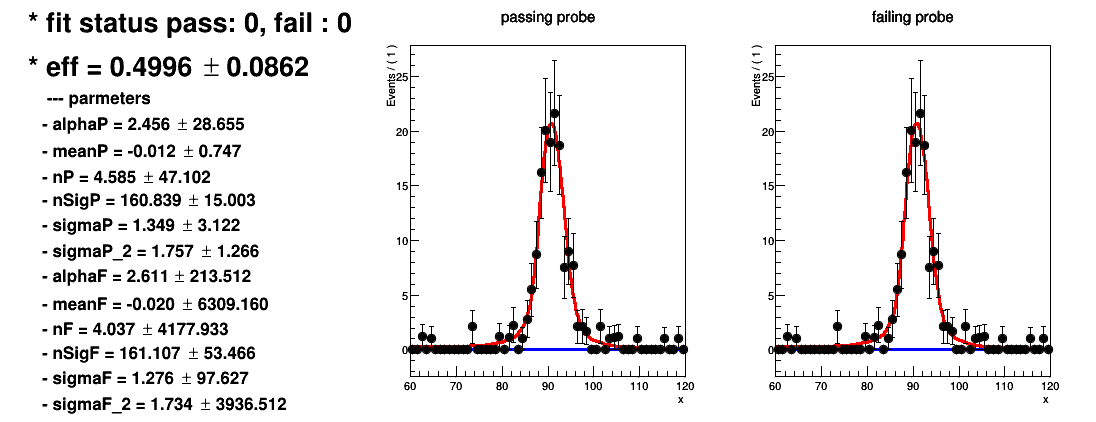 * fit status pass: 0, fail : 0
* eff = 0.4996 ± 0.0862
--- parmeters
- alphaP = 2.456 ± 28.655
- meanP = -0.012 ± 0.747
- nP = 4.585 ± 47.102
- nSigP = 160.839 ± 15.003
- sigmaP = 1.349 ± 3.122
- sigmaP_2 = 1.757 ± 1.266
- alphaF = 2.611 ± 213.512
- meanF = -0.020 ± 6309.160
- nF = 4.037 ± 4177.933
- nSigF = 161.107 ± 53.466
- sigmaF = 1.276 ± 97.627
- sigmaF_2 = 1.734 ± 3936.512
passing probe
Events / ( 1 )
25
20
15
10
5
0
60 70 80 90 100 110 120
x
failing probe
Events / ( 1 )
25
20
15
10
5
0
60 70 80 90 100 110 120
x